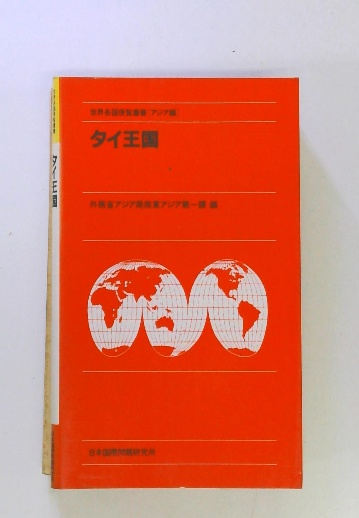 世界各国便覧叢書[アジア編]
タイ王国
外務省アジア局南東アジア第一課 編
日本国際問題研究所
タイ王国